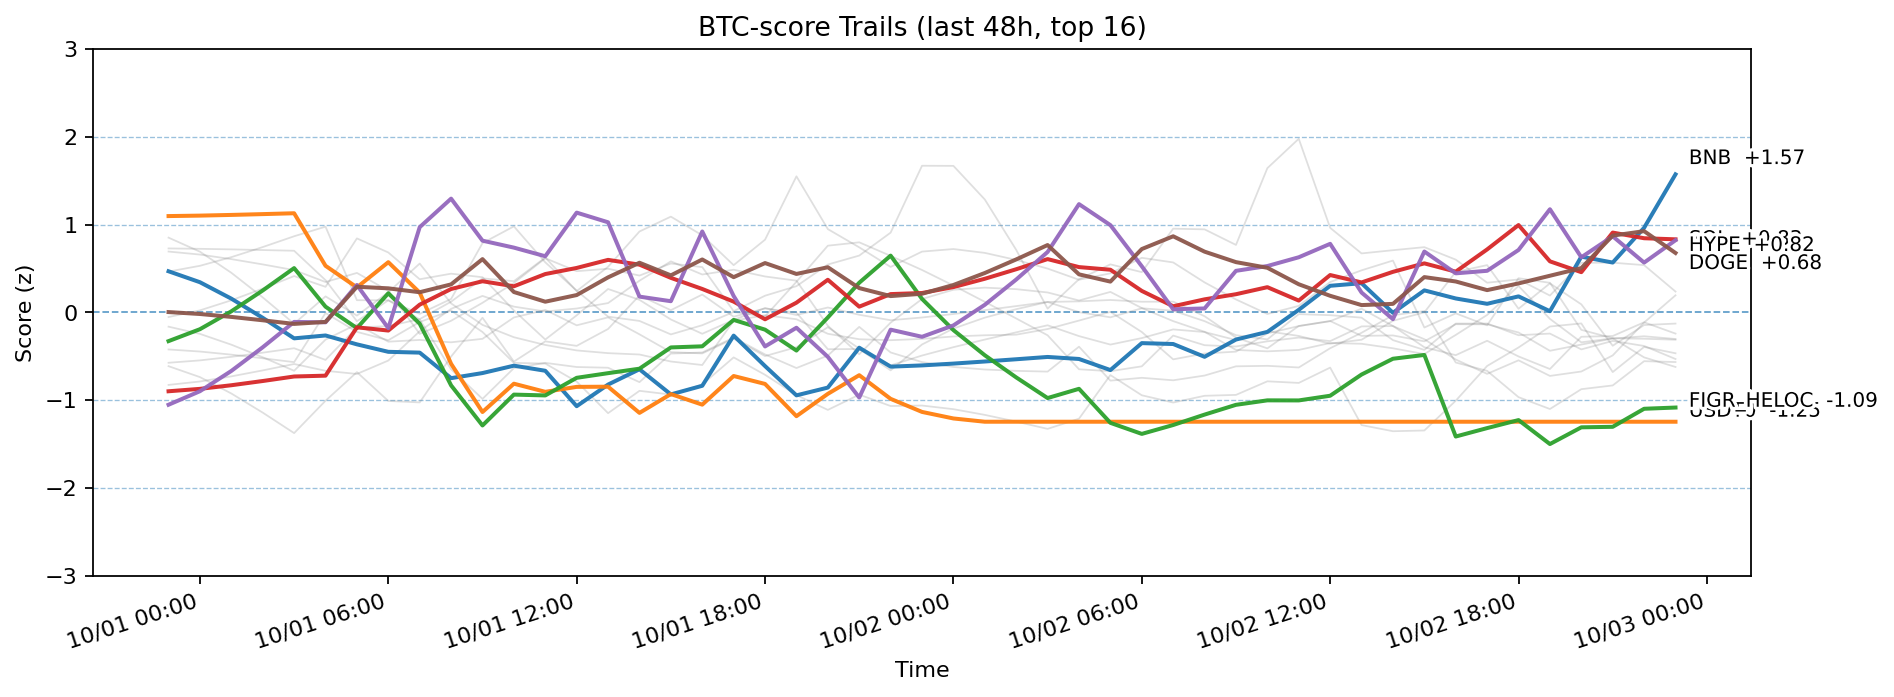 BTC-score Trails (last 48h, top 16)
Score (z)
3
2
1
0
−1
−2
−3
BNB +1.57
HYPE +0.82
DOGE +0.68
FIGR_HELOC -1.09
10/01 00:00
10/01 06:00
10/01 12:00
10/01 18:00
10/02 00:00
10/02 06:00
10/02 12:00
10/02 18:00
10/03 00:00
Time